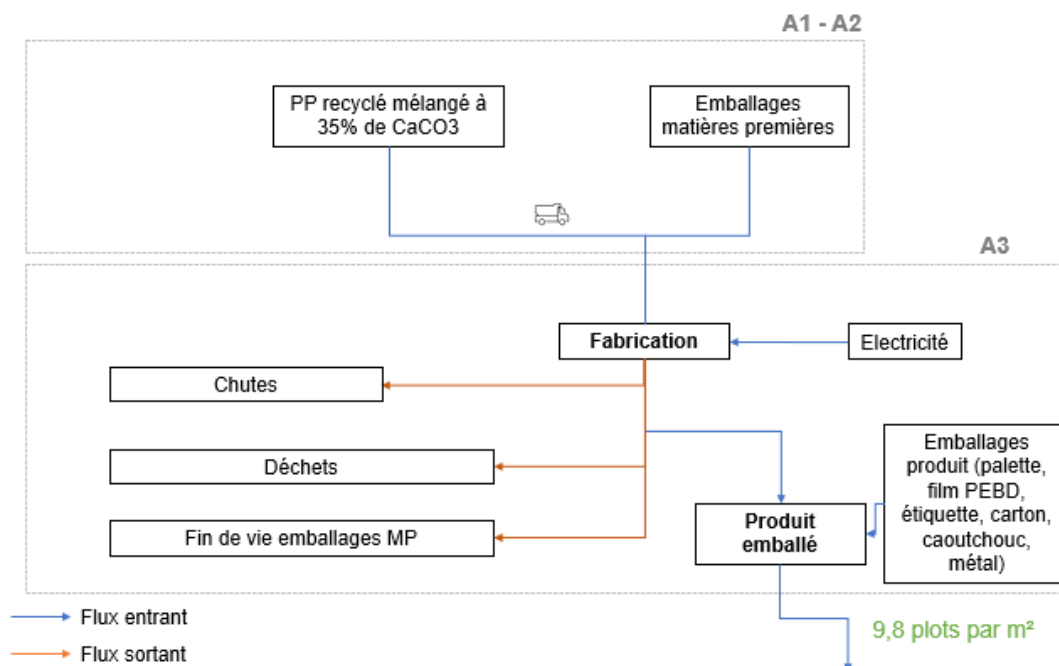 A1 - A2
PP recyclé mélangé à
35% de CaCO3
Emballages
matières premières
A3
Fabrication
Electricité
Chutes
Déchets
Fin de vie emballages MP
Produit
emballé
Emballages
produit (palette,
film PEBD,
étiquette, carton,
caoutchouc,
métal)
Flux entrant
9,8 plots par m²
Flux sortant